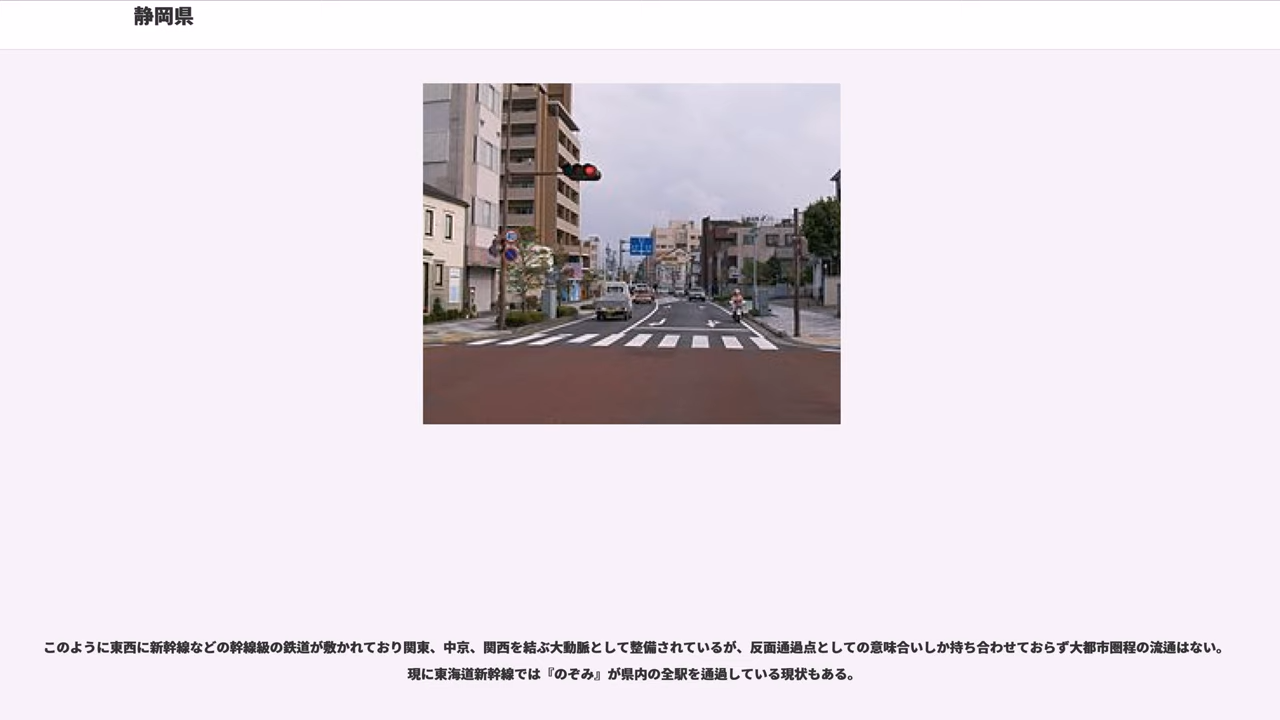 静岡県
このように東西に新幹線などの幹線級の鉄道が敷かれており関東、中京、関西を結ぶ大動脈として整備されているが、反面通過点としての意味合いしか持ち合わせておらず大都市圏程の流通はない。
現に東海道新幹線では『のぞみ』が県内の全駅を通過している現状もある。